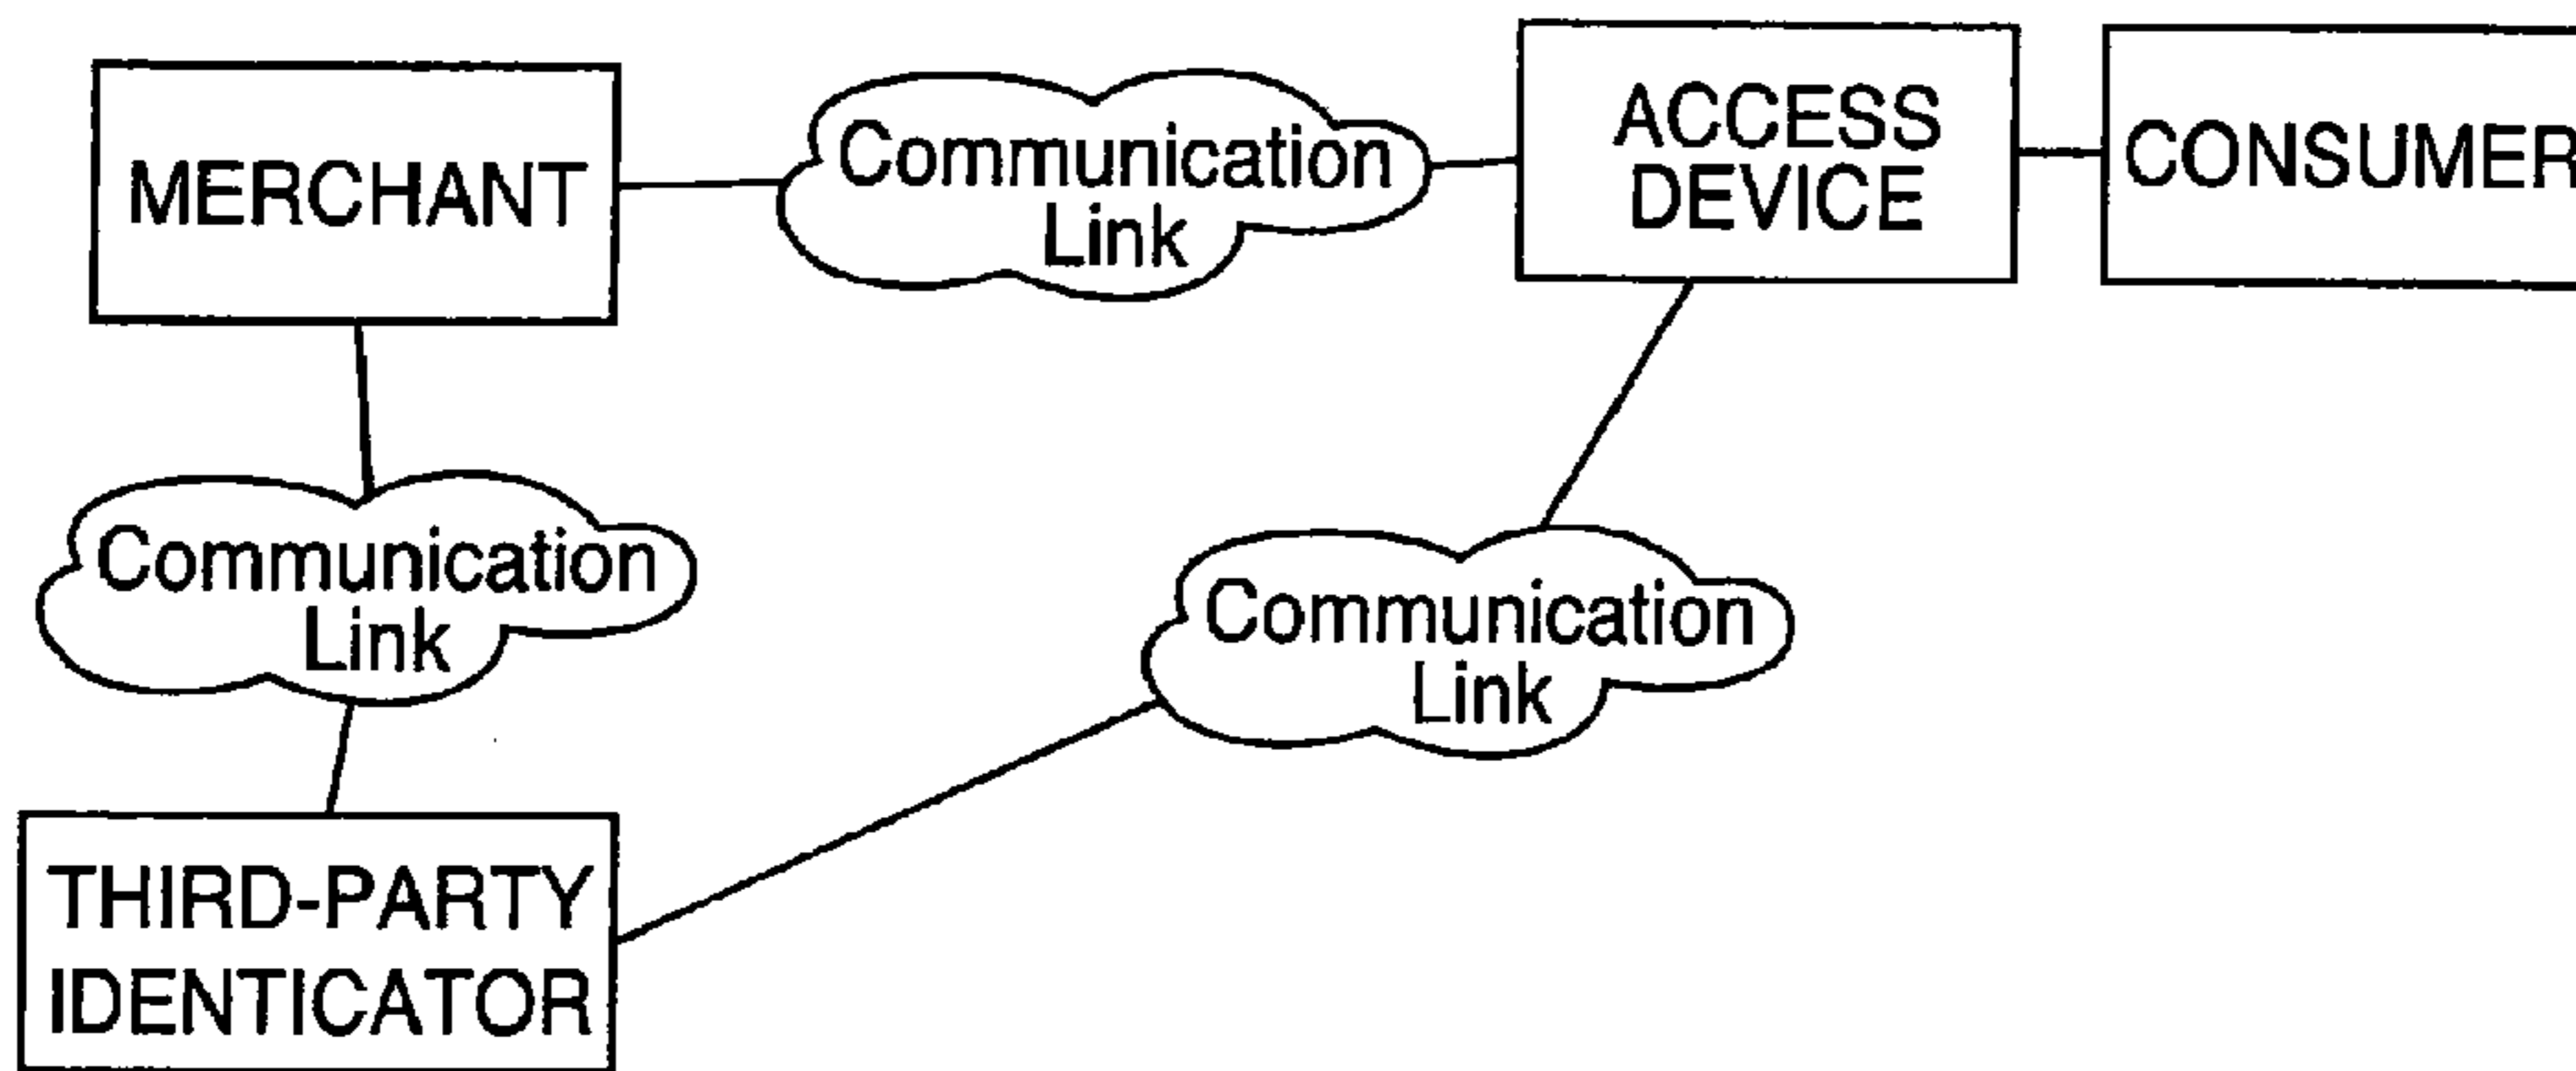 MERCHANT
Communication
Link
ACCESS
DEVICE
CONSUMER
Communication
Link
Communication
Link
THIRD-PARTY
IDENTICATOR